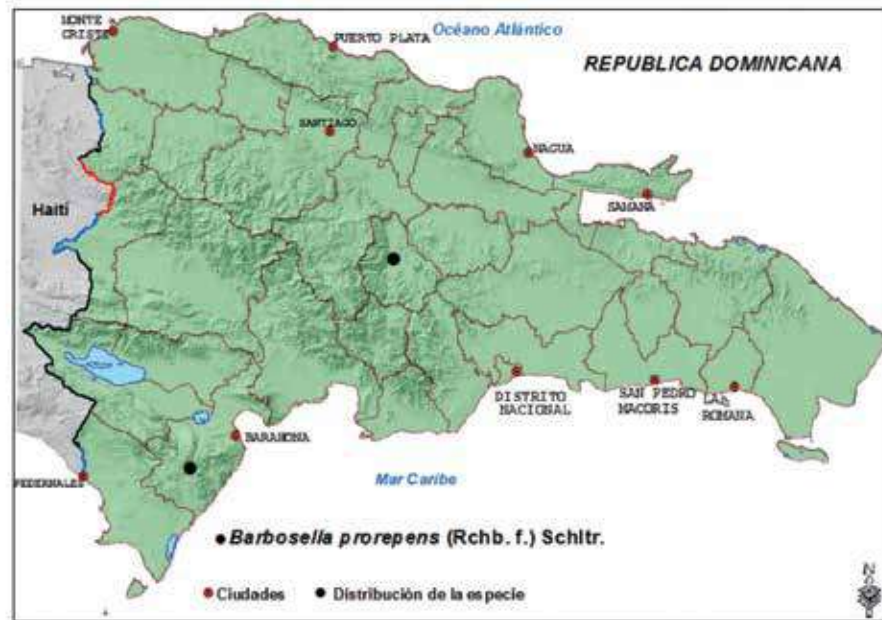 MONTE
CRISTI
PUERTO PLATA
Océano Atlántico
REPUBLICA DOMINICANA
SANTIAGO
NAGUA
SAMANA
Haití
DISTRITO
NACIONAL
SAN PEDRO
MACORIS
LA
ROMANA
BARAHONA
PEDERNALES
Mar Caribe
Barbosella prorepens (Rchb. f.) Schltr.
Ciudades
Distribución de la especie